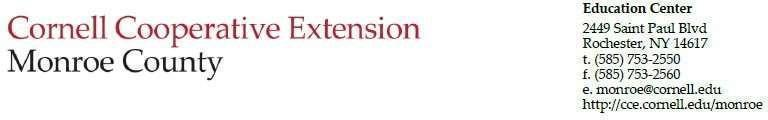 Cornell Cooperative Extension
Monroe County
Education Center
2449 Saint Paul Blvd
Rochester, NY 14617
t. (585) 753-2550
f. (585) 753-2560
e. monroe@cornell.edu
http://cce.cornell.edu/monroe